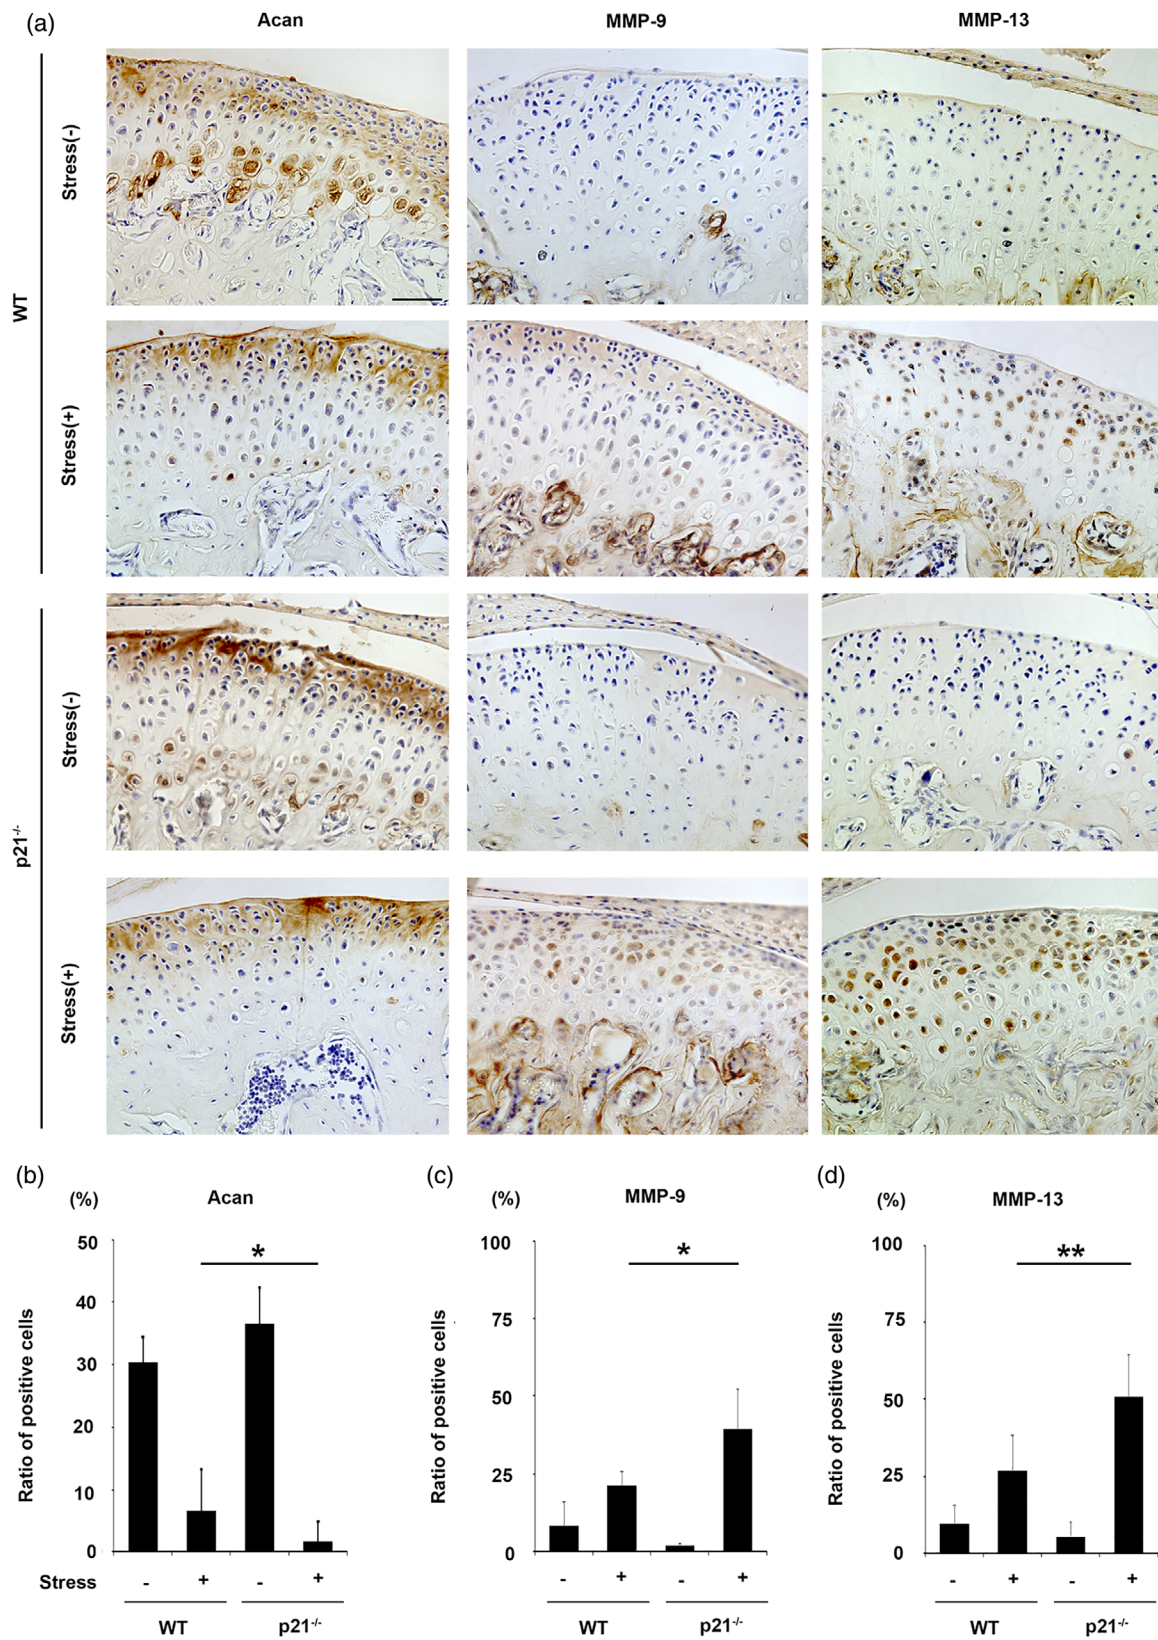 (a)
Acan MMP-9 MMP-13
WT
Stress(-)
Stress(+)
p21-/-
Stress(-)
Stress(+)
(b)
(%)
Acan
Ratio of positive cells
50
40
30
20
10
0
*
Stress - + - +
WT p21-/-
(c)
(%)
MMP-9
Ratio of positive cells
100
75
50
25
0
*
- + - +
WT p21-/-
(d)
(%)
MMP-13
Ratio of positive cells
100
75
50
25
0
**
- + - +
WT p21-/-